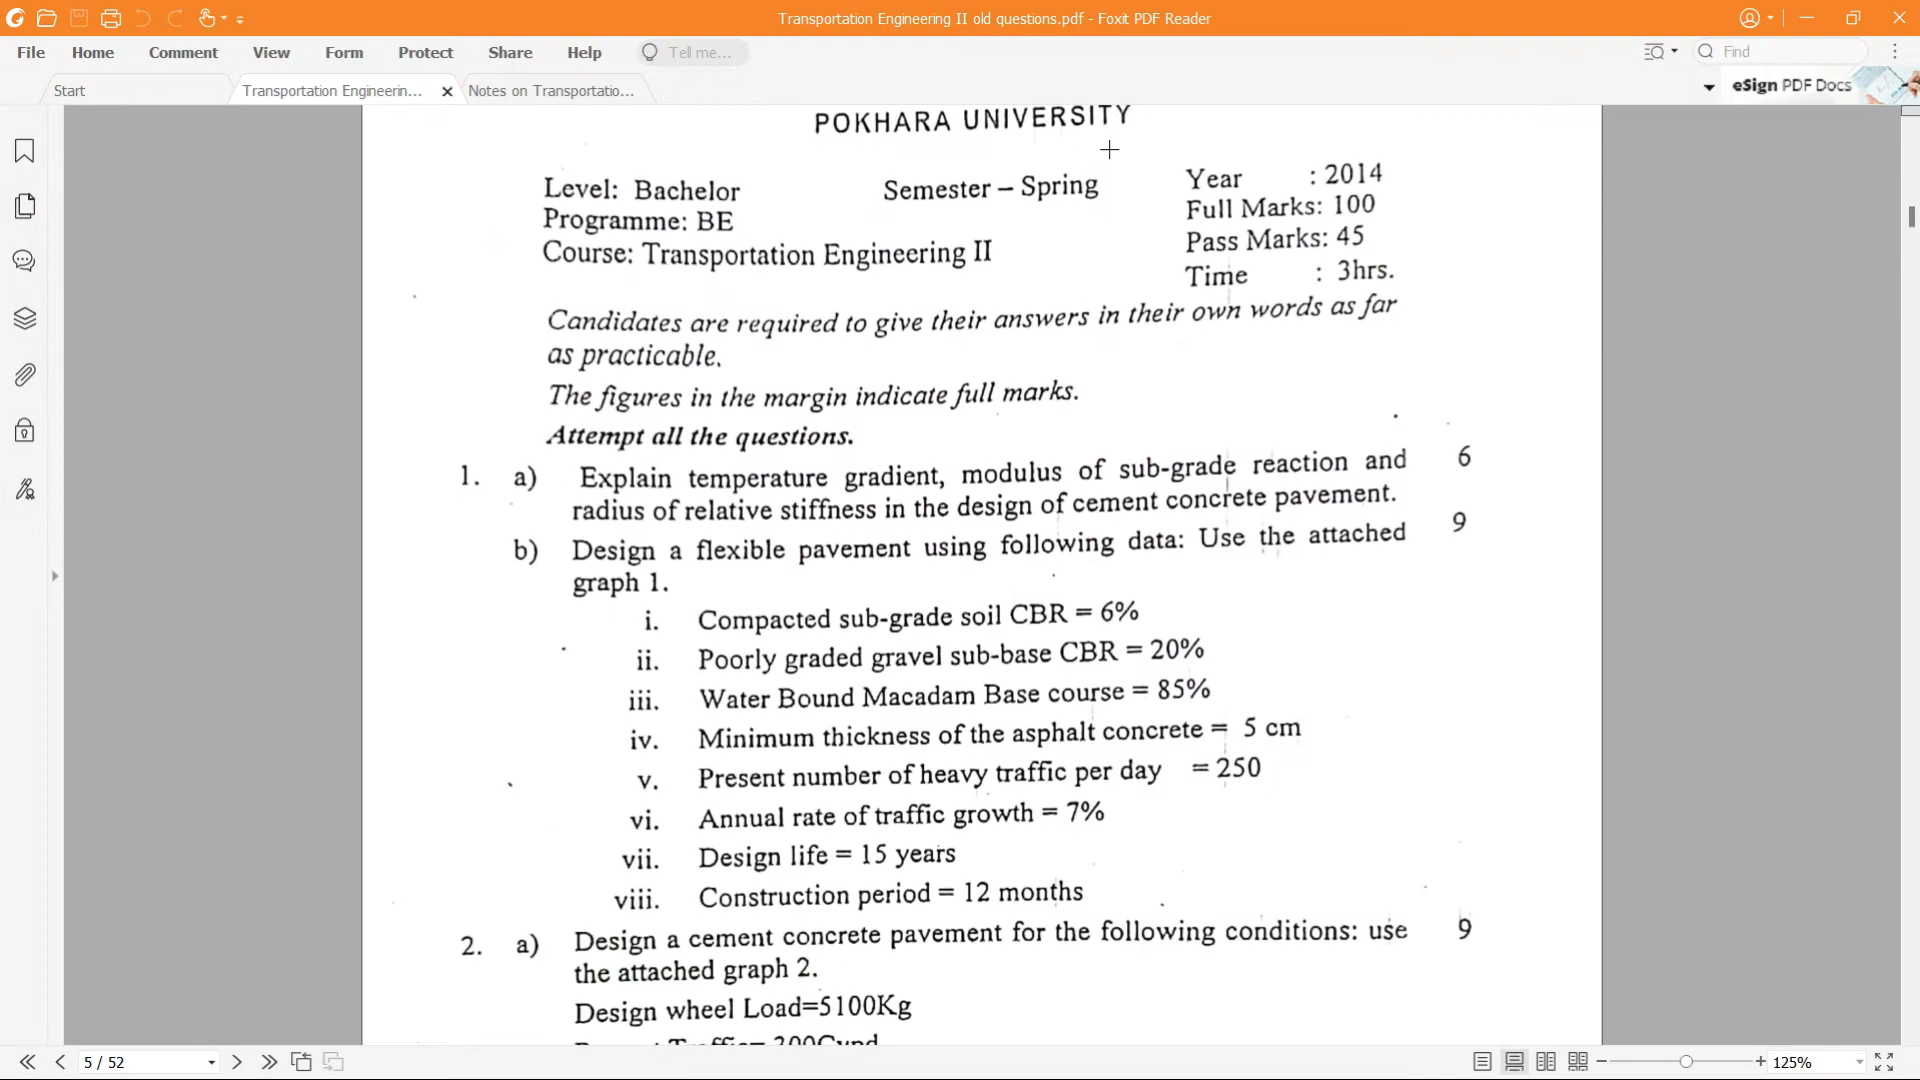 Transportation Engineering II old questions.pdf - Foxit PDF Reader
File Home Comment View Form Protect Share Help Tell me... Find
Start Transportation Engineerin... Notes on Transportatio... eSign PDF Docs
POKHARA UNIVERSITY
Level: Bachelor Semester – Spring Year : 2014
Programme: BE Full Marks: 100
Course: Transportation Engineering II Pass Marks: 45
Time : 3hrs.
Candidates are required to give their answers in their own words as far
as practicable.
The figures in the margin indicate full marks.
Attempt all the questions.
1. a) Explain temperature gradient, modulus of sub-grade reaction and 6
radius of relative stiffness in the design of cement concrete pavement.
b) Design a flexible pavement using following data: Use the attached 9
graph 1.
i. Compacted sub-grade soil CBR = 6%
ii. Poorly graded gravel sub-base CBR = 20%
iii. Water Bound Macadam Base course = 85%
iv. Minimum thickness of the asphalt concrete = 5 cm
v. Present number of heavy traffic per day = 250
vi. Annual rate of traffic growth = 7%
vii. Design life = 15 years
viii. Construction period = 12 months
2. a) Design a cement concrete pavement for the following conditions: use 9
the attached graph 2.
Design wheel Load=5100Kg
5 / 52 125%